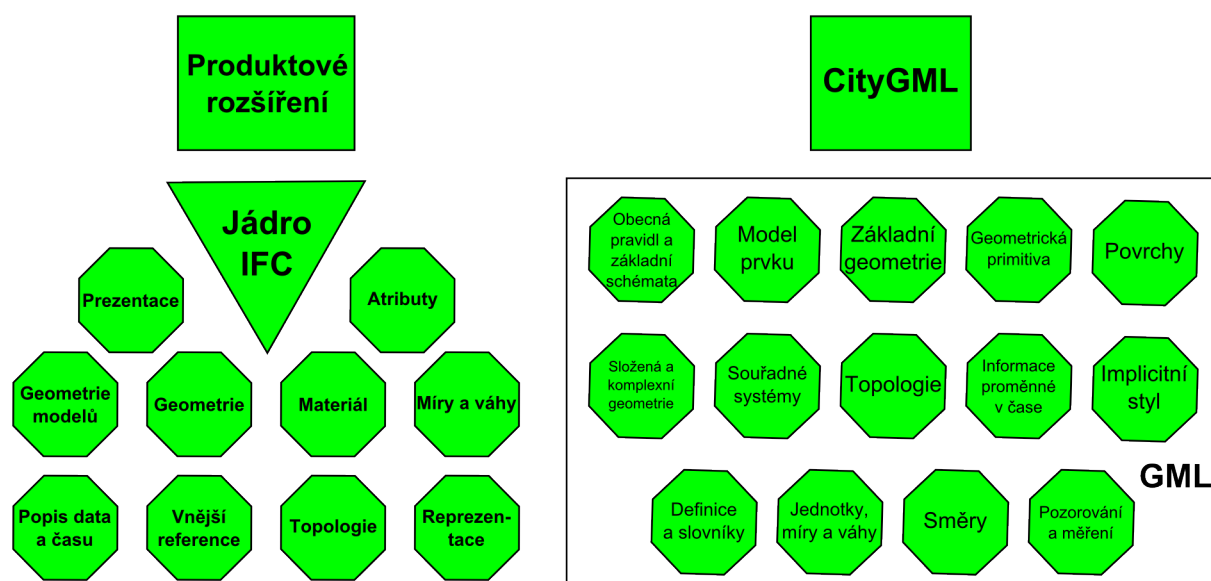 Produktové
rozšíření
CityGML
Jádro
IFC
Prezentace
Atributy
Geometrie
modelů
Geometrie
Materiál
Míry a váhy
Popis data
a času
Vnější
reference
Topologie
Reprezen-
tace
Obecná
pravidl a
základní
schémata
Model
prvku
Základní
geometrie
Geometrická
primitiva
Povrchy
Složená a
komplexní
geometrie
Souřadné
systémy
Topologie
Informace
proměnné
v čase
Implicitní
styl
GML
Definice
a slovníky
Jednotky,
míry a váhy
Směry
Pozorování
a měření